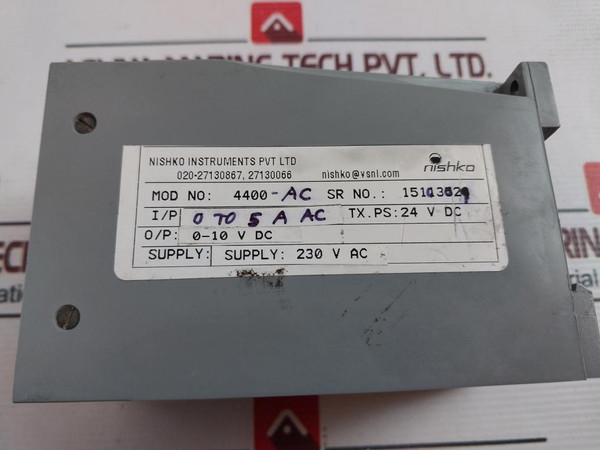 MARINE TECH PVT. LTD.
NISHKO INSTRUMENTS PVT LTD
020-27130867, 27130066 nishko@vsnl.com nishko
MOD NO: 4400-AC SR NO.:
I/P 0 TO 5 A AC TX.PS:24 V DC
O/P: 0-10 V DC
SUPPLY: SUPPLY: 230 V AC